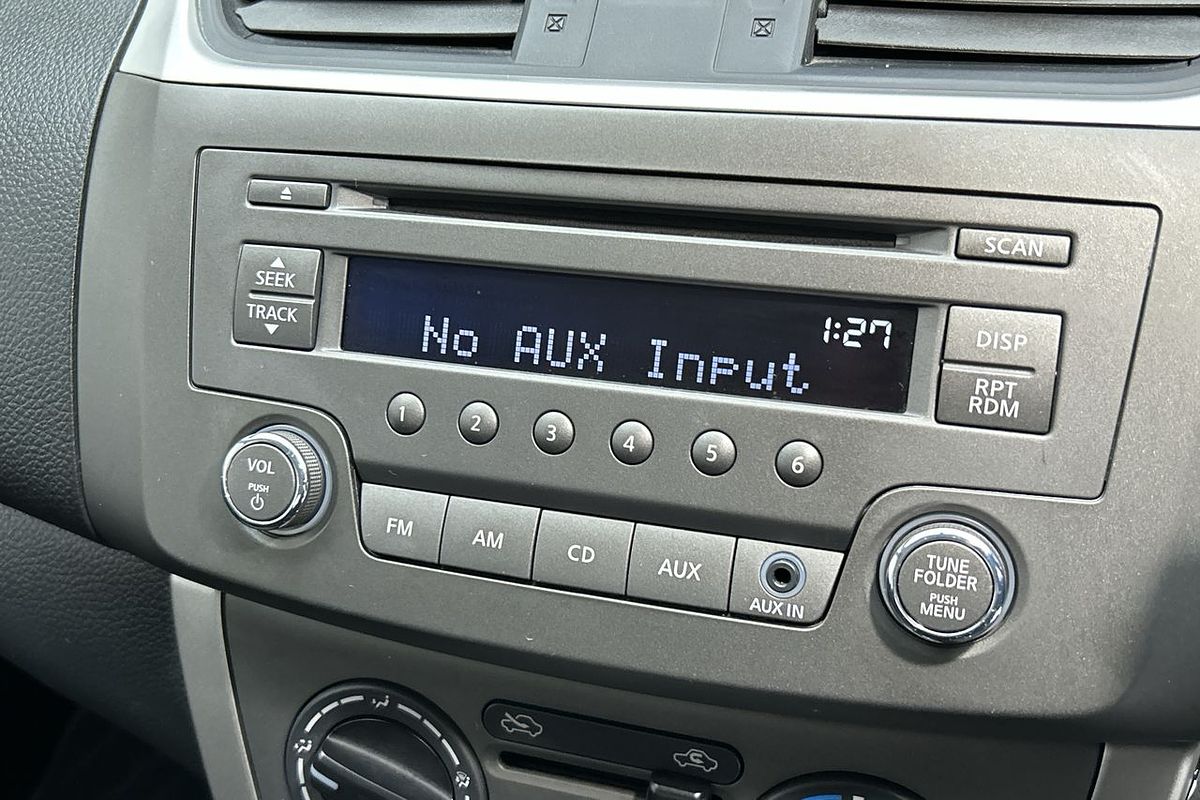 SCAN
SEEK
TRACK
1:27
No AUX Input
DISP
RPT
RDM
1
2
3
4
5
6
VOL
PUSH
FM
AM
CD
AUX
AUX IN
TUNE
FOLDER
PUSH
MENU